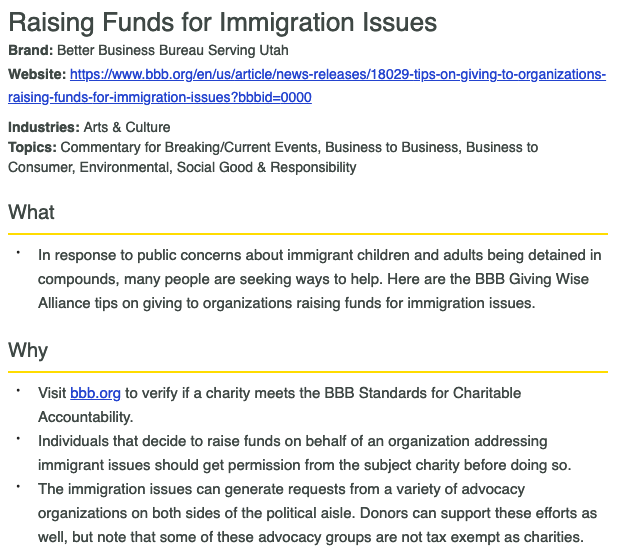 Raising Funds for Immigration Issues
Brand: Better Business Bureau Serving Utah
Website: https://www.bbb.org/en/us/article/news-releases/18029-tips-on-giving-to-organizations-
raising-funds-for-immigration-issues?bbbid=0000
Industries: Arts & Culture
Topics: Commentary for Breaking/Current Events, Business to Business, Business to
Consumer, Environmental, Social Good & Responsibility
What
• In response to public concerns about immigrant children and adults being detained in
compounds, many people are seeking ways to help. Here are the BBB Giving Wise
Alliance tips on giving to organizations raising funds for immigration issues.
Why
• Visit bbb.org to verify if a charity meets the BBB Standards for Charitable
Accountability.
• Individuals that decide to raise funds on behalf of an organization addressing
immigrant issues should get permission from the subject charity before doing so.
• The immigration issues can generate requests from a variety of advocacy
organizations on both sides of the political aisle. Donors can support these efforts as
well, but note that some of these advocacy groups are not tax exempt as charities.